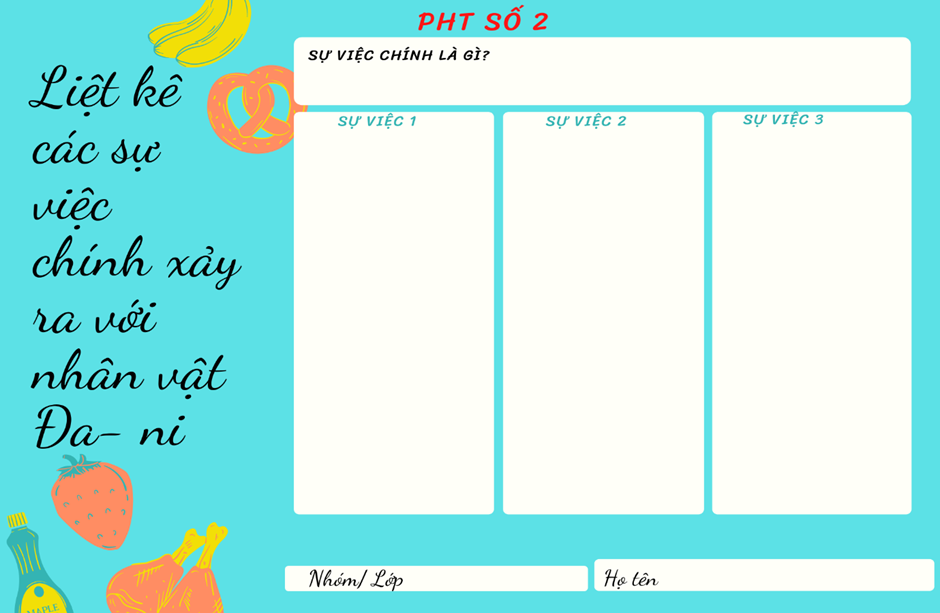 PHT SỐ 2
Liệt kê
các sự
việc
chính xảy
ra với
nhân vật
Đa- ni
SỰ VIỆC CHÍNH LÀ GÌ?
SỰ VIỆC 1
SỰ VIỆC 2
SỰ VIỆC 3
Nhóm/ Lớp
Họ tên
MAPLE